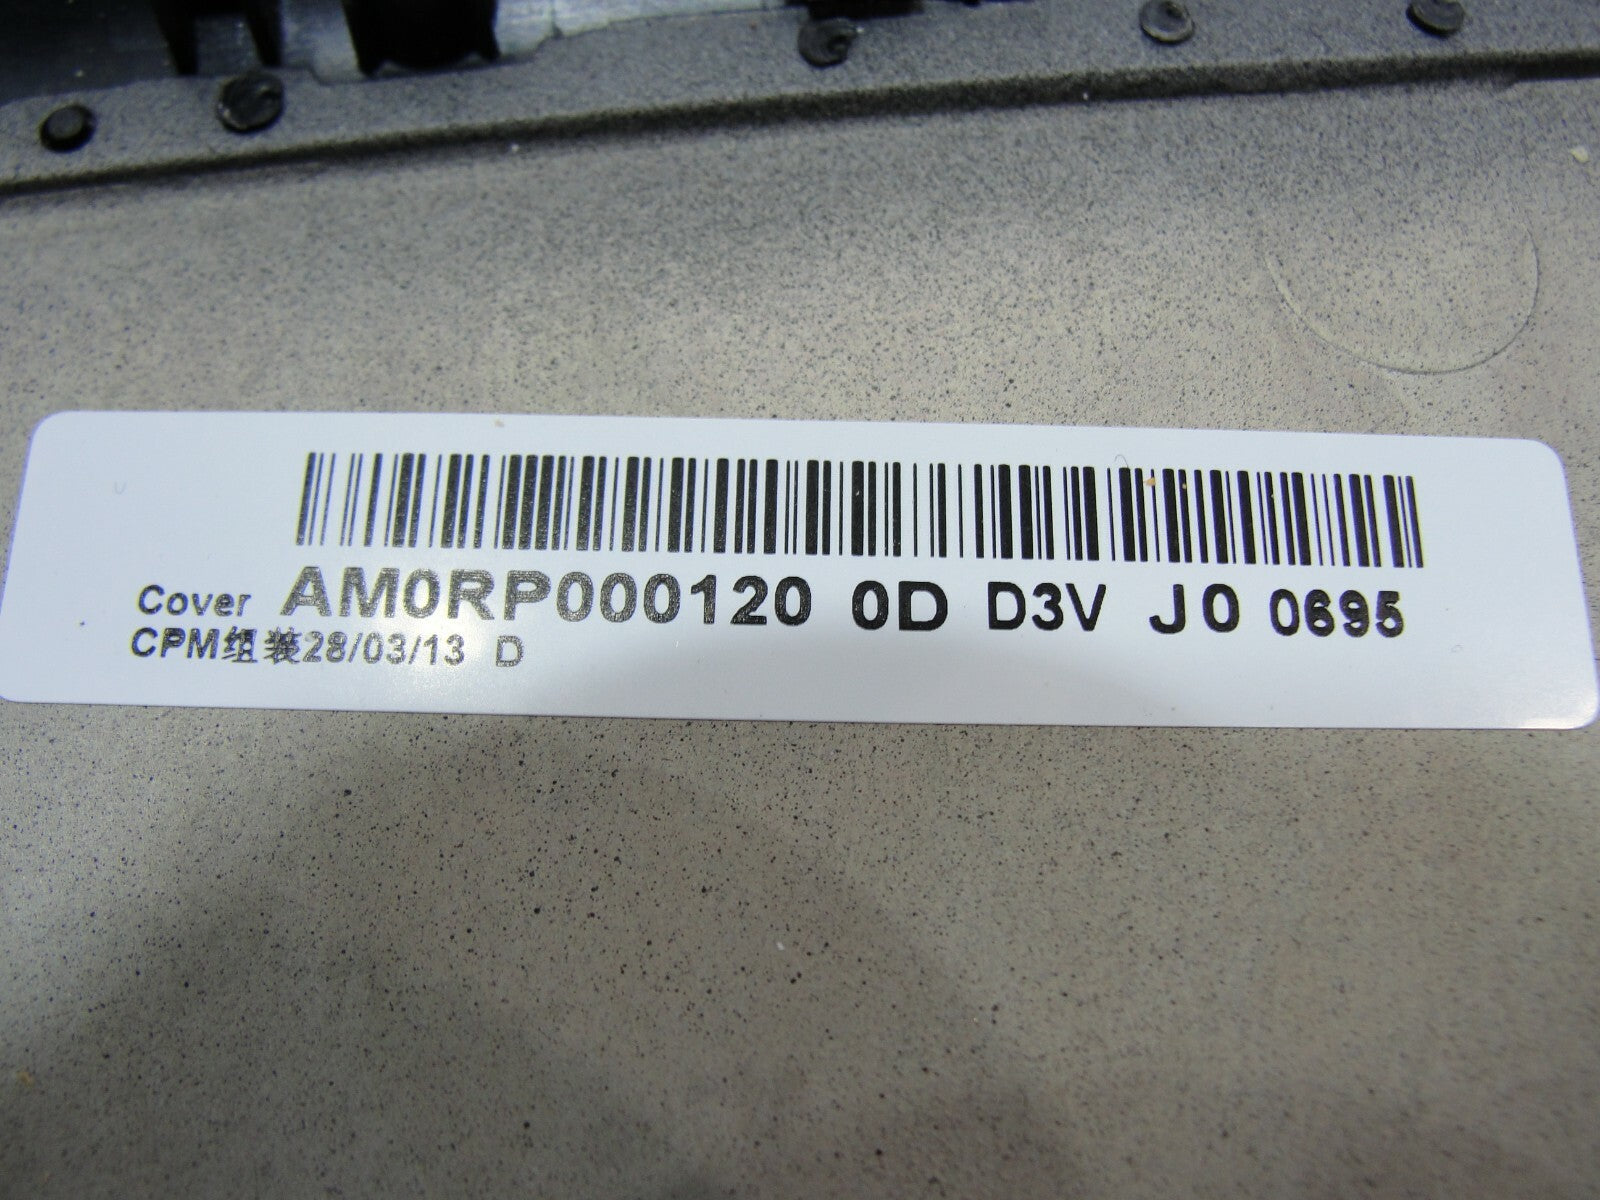 Cover AM0RP000120 0D D3V J0 0695
CPM组装28/03/13 D